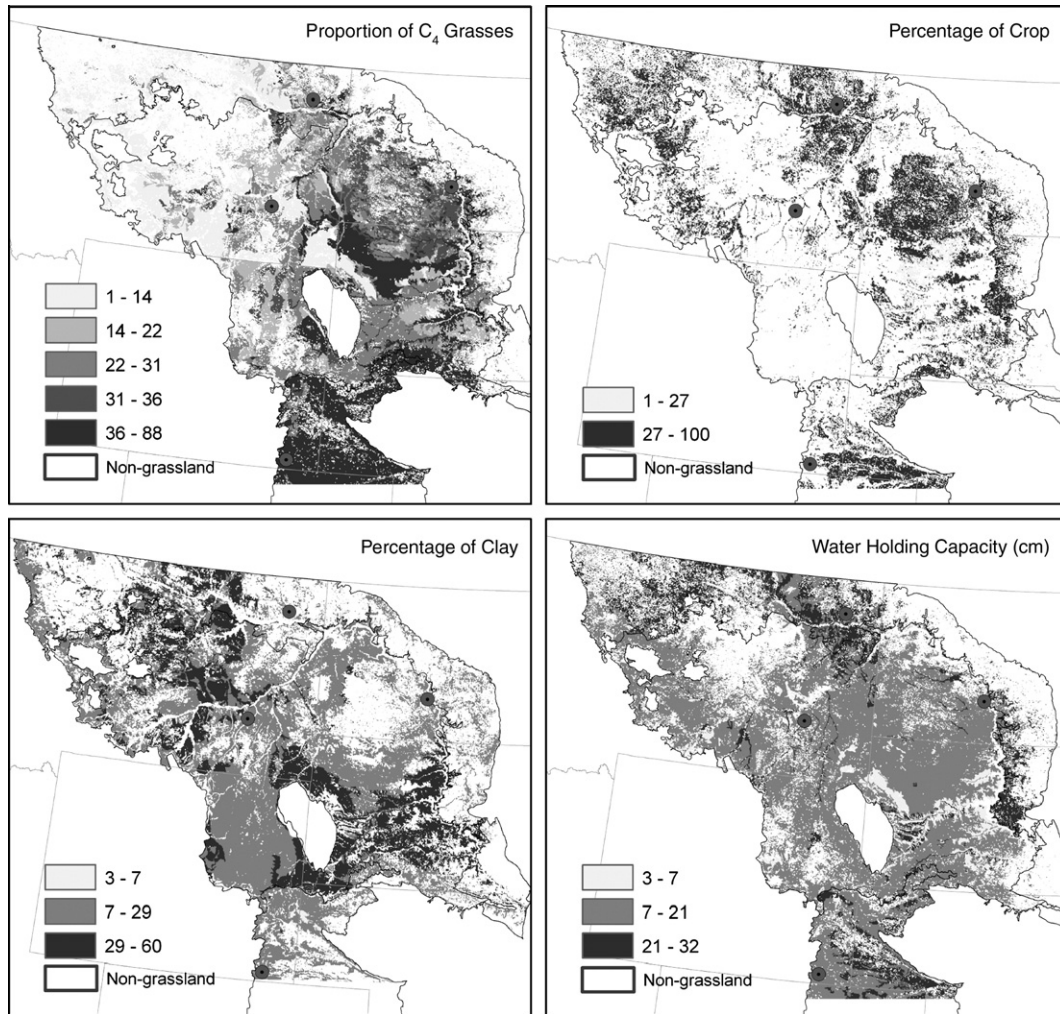 Proportion of C₄ Grasses
1 - 14
14 - 22
22 - 31
31 - 36
36 - 88
Non-grassland
Percentage of Crop
1 - 27
27 - 100
Non-grassland
Percentage of Clay
3 - 7
7 - 29
29 - 60
Non-grassland
Water Holding Capacity (cm)
3 - 7
7 - 21
21 - 32
Non-grassland